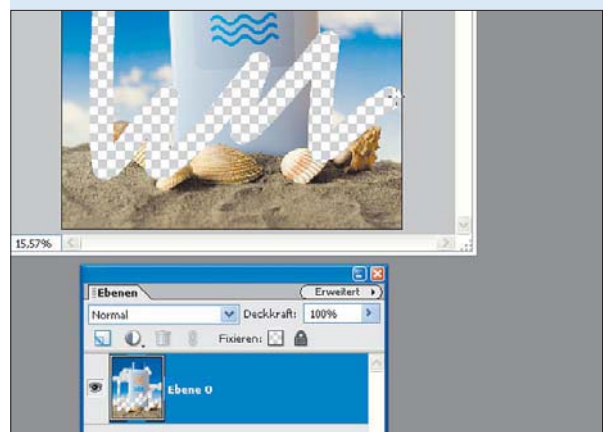 15,57%
Ebenen
Erweitert
Normal Deckkraft: 100%
Fixieren:
Ebene 0